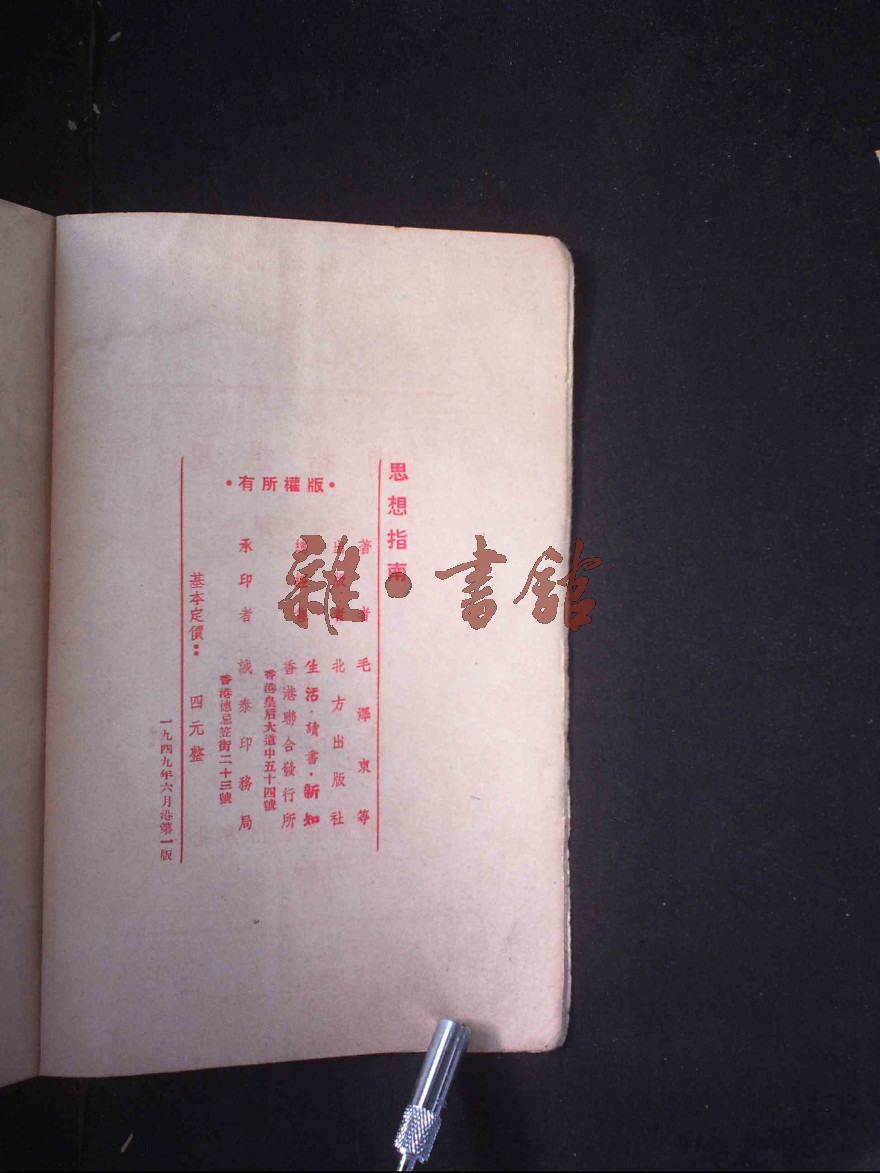 思想指南
•版權所有•
著者 毛澤東等
出版者 北方出版社
生活·讀書·新知
香港聯合發行所
香港皇后大道中五十四號
承印者 誠泰印務局
香港德忌笠街二十三號
基本定價： 四元整
一九四九年六月港第一版
雜·書館